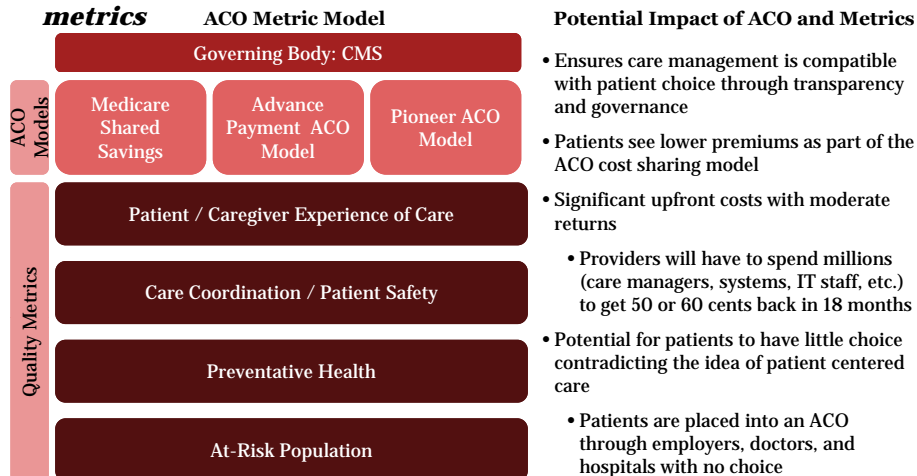 metrics
ACO Metric Model
Governing Body: CMS
ACO
Models
Medicare
Shared
Savings
Advance
Payment ACO
Model
Pioneer ACO
Model
Quality Metrics
Patient / Caregiver Experience of Care
Care Coordination / Patient Safety
Preventative Health
At-Risk Population
Potential Impact of ACO and Metrics
• Ensures care management is compatible
with patient choice through transparency
and governance
• Patients see lower premiums as part of the
ACO cost sharing model
• Significant upfront costs with moderate
returns
• Providers will have to spend millions
(care managers, systems, IT staff, etc.)
to get 50 or 60 cents back in 18 months
• Potential for patients to have little choice
contradicting the idea of patient centered
care
• Patients are placed into an ACO
through employers, doctors, and
hospitals with no choice